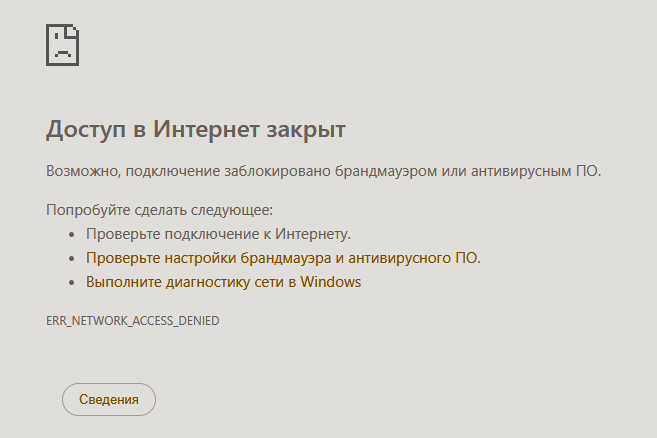 Доступ в Интернет закрыт
Возможно, подключение заблокировано брандмауэром или антивирусным ПО.
Попробуйте сделать следующее:
• Проверьте подключение к Интернету.
• Проверьте настройки брандмауэра и антивирусного ПО.
• Выполните диагностику сети в Windows
ERR_NETWORK_ACCESS_DENIED
Сведения